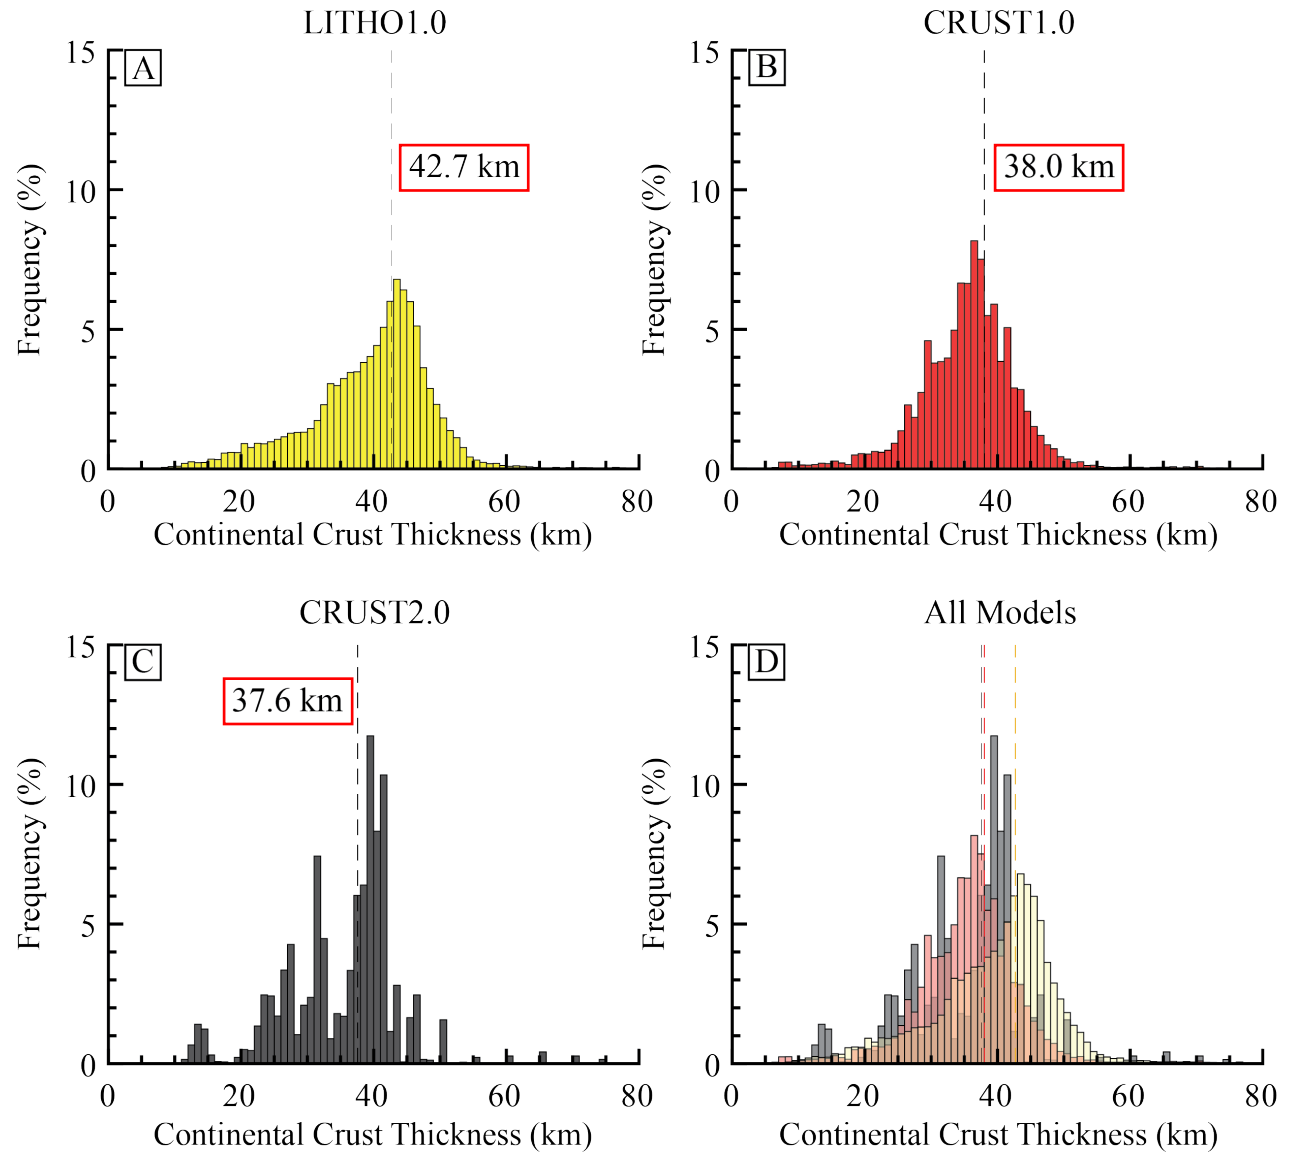 LITHO1.0
A
42.7 km
15
10
5
0
Frequency (%)
0 20 40 60 80
Continental Crust Thickness (km)
CRUST1.0
B
38.0 km
15
10
5
0
Frequency (%)
0 20 40 60 80
Continental Crust Thickness (km)
CRUST2.0
C
37.6 km
15
10
5
0
Frequency (%)
0 20 40 60 80
Continental Crust Thickness (km)
All Models
D
15
10
5
0
Frequency (%)
0 20 40 60 80
Continental Crust Thickness (km)